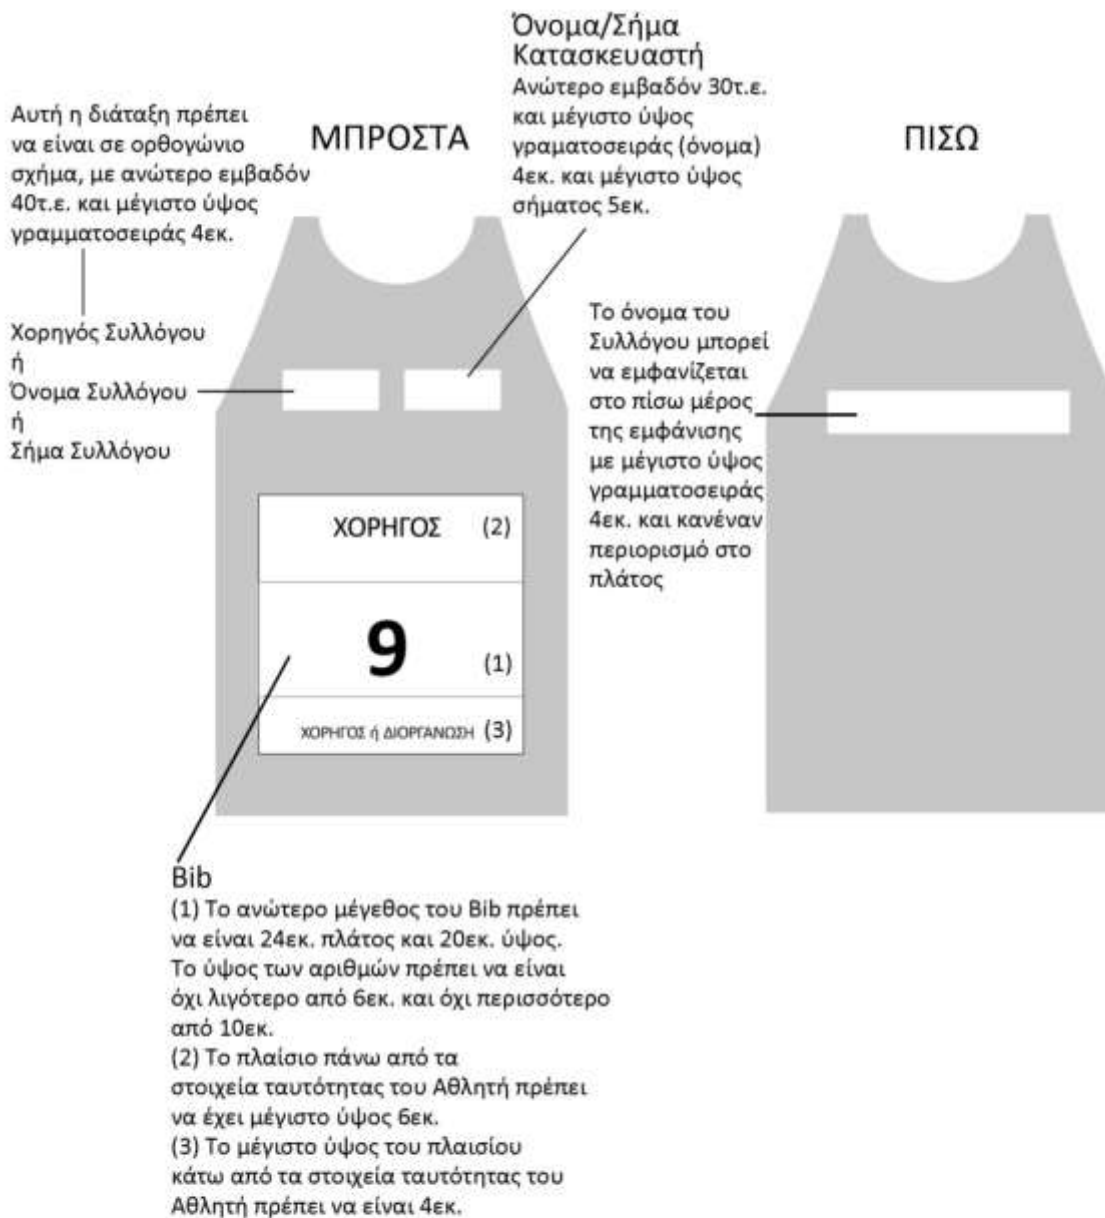 Όνομα/Σήμα
Κατασκευαστή
Ανώτερο εμβαδόν 30τ.ε.
και μέγιστο ύψος
γραματοσειράς (όνομα)
4εκ. και μέγιστο ύψος
σήματος 5εκ.
Αυτή η διάταξη πρέπει
να είναι σε ορθογώνιο
σχήμα, με ανώτερο εμβαδόν
40τ.ε. και μέγιστο ύψος
γραμματοσειράς 4εκ.
ΜΠΡΟΣΤΑ
ΠΙΣΩ
Χορηγός Συλλόγου
ή
Όνομα Συλλόγου
ή
Σήμα Συλλόγου
Το όνομα του
Συλλόγου μπορεί
να εμφανίζεται
στο πίσω μέρος
της εμφάνισης
με μέγιστο ύψος
γραμματοσειράς
4εκ. και κανέναν
περιορισμό στο
πλάτος
ΧΟΡΗΓΟΣ (2)
9 (1)
ΧΟΡΗΓΟΣ ή ΔΙΟΡΓΑΝΩΣΗ (3)
Bib
(1) Το ανώτερο μέγεθος του Bib πρέπει
να είναι 24εκ. πλάτος και 20εκ. ύψος.
Το ύψος των αριθμών πρέπει να είναι
όχι λιγότερο από 6εκ. και όχι περισσότερο
από 10εκ.
(2) Το πλαίσιο πάνω από τα
στοιχεία ταυτότητας του Αθλητή πρέπει
να έχει μέγιστο ύψος 6εκ.
(3) Το μέγιστο ύψος του πλαισίου
κάτω από τα στοιχεία ταυτότητας του
Αθλητή πρέπει να είναι 4εκ.